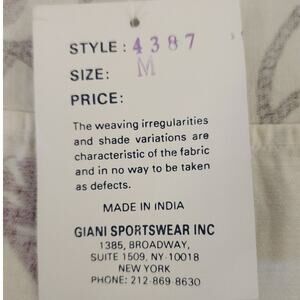 STYLE: 4387
SIZE: M
PRICE:
The weaving irregularities
and shade variations are
characteristic of the fabric
and in no way to be taken
as defects.
MADE IN INDIA
GIANI SPORTSWEAR INC
1385, BROADWAY,
SUITE 1509, NY-10018
NEW YORK
PHONE: 212-869-8630